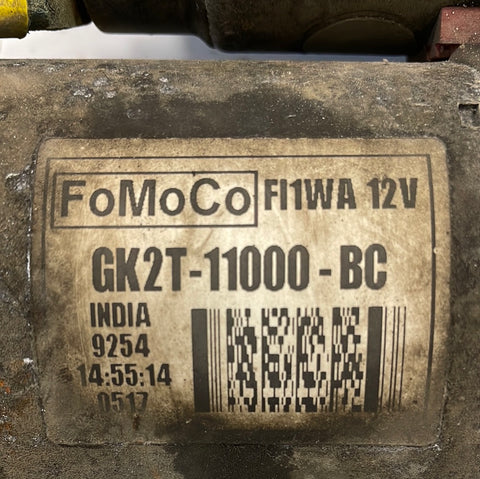 FoMoCo FI1WA 12V
GK2T-11000-BC
INDIA
9254
14:55:14
0517